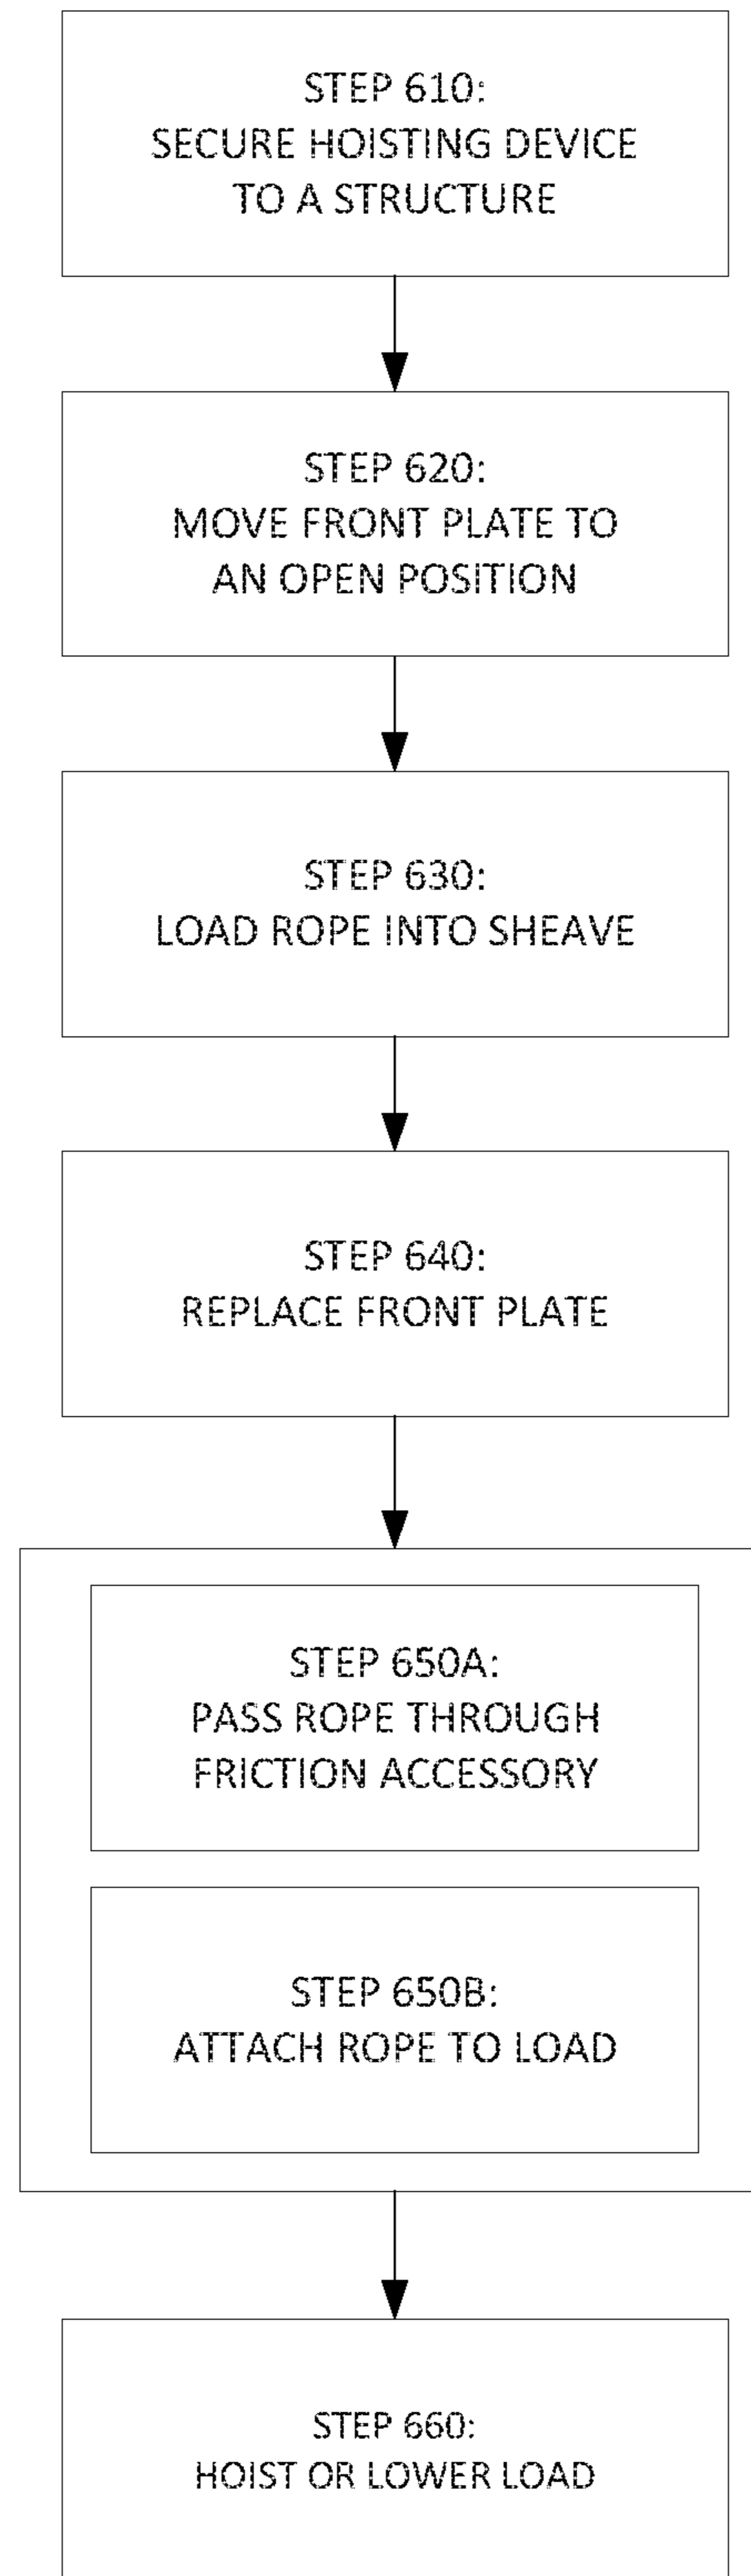 STEP 610:
SECURE HOISTING DEVICE
TO A STRUCTURE
STEP 620:
MOVE FRONT PLATE TO
AN OPEN POSITION
STEP 630:
LOAD ROPE INTO SHEAVE
STEP 640:
REPLACE FRONT PLATE
STEP 650A:
PASS ROPE THROUGH
FRICTION ACCESSORY
STEP 650B:
ATTACH ROPE TO LOAD
STEP 660:
HOIST OR LOWER LOAD